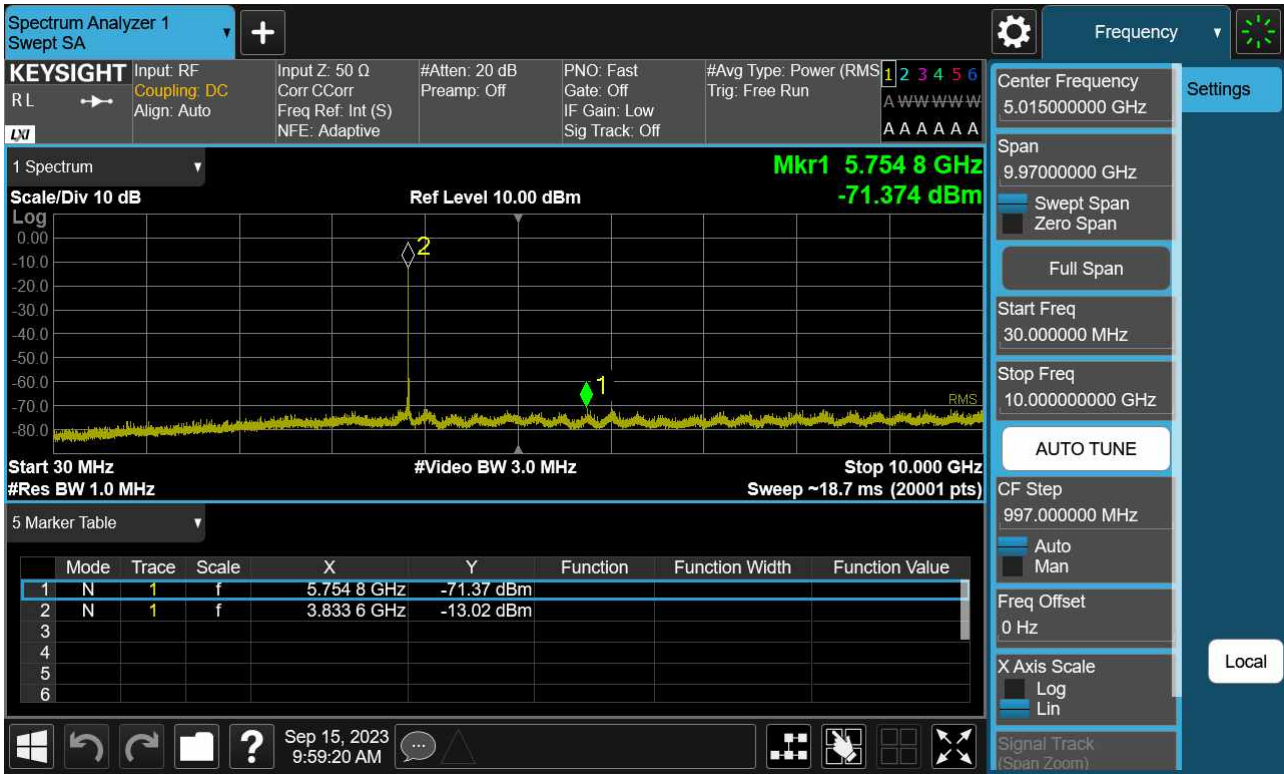 Spectrum Analyzer 1
Swept SA
Frequency
KEYSIGHT
RL
LXI
Input: RF
Coupling: DC
Align: Auto
Input Z: 50 Ω
Corr CCorr
Freq Ref: Int (S)
NFE: Adaptive
#Atten: 20 dB
Preamp: Off
PNO: Fast
Gate: Off
IF Gain: Low
Sig Track: Off
#Avg Type: Power (RMS
Trig: Free Run
1 2 3 4 5 6
A W W W W W
A A A A A A
1 Spectrum
Mkr1 5.754 8 GHz
-71.374 dBm
Scale/Div 10 dB
Ref Level 10.00 dBm
Log
0.00
-10.0
-20.0
-30.0
-40.0
-50.0
-60.0
-70.0
-80.0
2
1
RMS
Start 30 MHz
#Video BW 3.0 MHz
Stop 10.000 GHz
#Res BW 1.0 MHz
Sweep ~18.7 ms (20001 pts)
5 Marker Table
Mode Trace Scale X Y Function Function Width Function Value
1 N 1 f 5.754 8 GHz -71.37 dBm
2 N 1 f 3.833 6 GHz -13.02 dBm
3
4
5
6
Sep 15, 2023
9:59:20 AM
Center Frequency
5.015000000 GHz
Span
9.97000000 GHz
Swept Span
Zero Span
Full Span
Start Freq
30.000000 MHz
Stop Freq
10.000000000 GHz
AUTO TUNE
CF Step
997.000000 MHz
Auto
Man
Freq Offset
0 Hz
X Axis Scale
Log
Lin
Signal Track
(Span Zoom)
Settings
Local